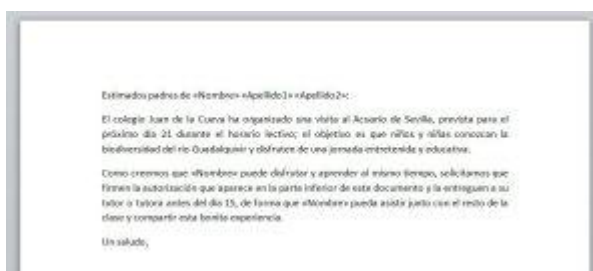 Estimados padres de «Nombre» «Apellido1» «Apellido2»:
El colegio Juan de la Cueva ha organizado una visita al Acuario de Sevilla, prevista para el
próximo día 21 durante el horario lectivo; el objetivo es que niños y niñas conozcan la
biodiversidad del río Guadalquivir y disfruten de una jornada entretenida y educativa.
Como creemos que «Nombre» puede disfrutar y aprender al mismo tiempo, solicitamos que
firmen la autorización que aparece en la parte inferior de este documento y la entreguen a su
tutor o tutora antes del día 15, de forma que «Nombre» pueda asistir junto con el resto de la
clase y compartir esta bonita experiencia.
Un saludo,